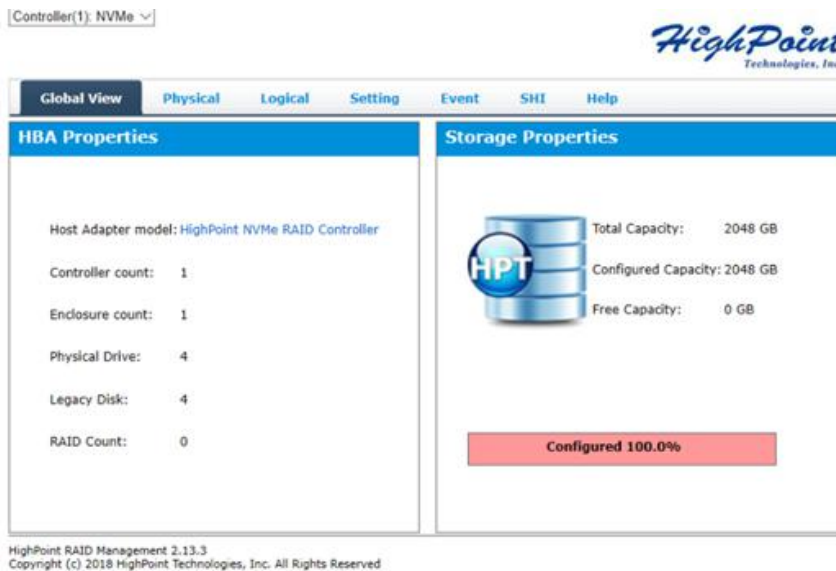 Controller(1): NVMe
HighPoint
Technologies, Inc
Global View Physical Logical Setting Event SHI Help
HBA Properties
Host Adapter model: HighPoint NVMe RAID Controller
Controller count: 1
Enclosure count: 1
Physical Drive: 4
Legacy Disk: 4
RAID Count: 0
Storage Properties
HPT
Total Capacity: 2048 GB
Configured Capacity: 2048 GB
Free Capacity: 0 GB
Configured 100.0%
HighPoint RAID Management 2.13.3
Copyright (c) 2018 HighPoint Technologies, Inc. All Rights Reserved